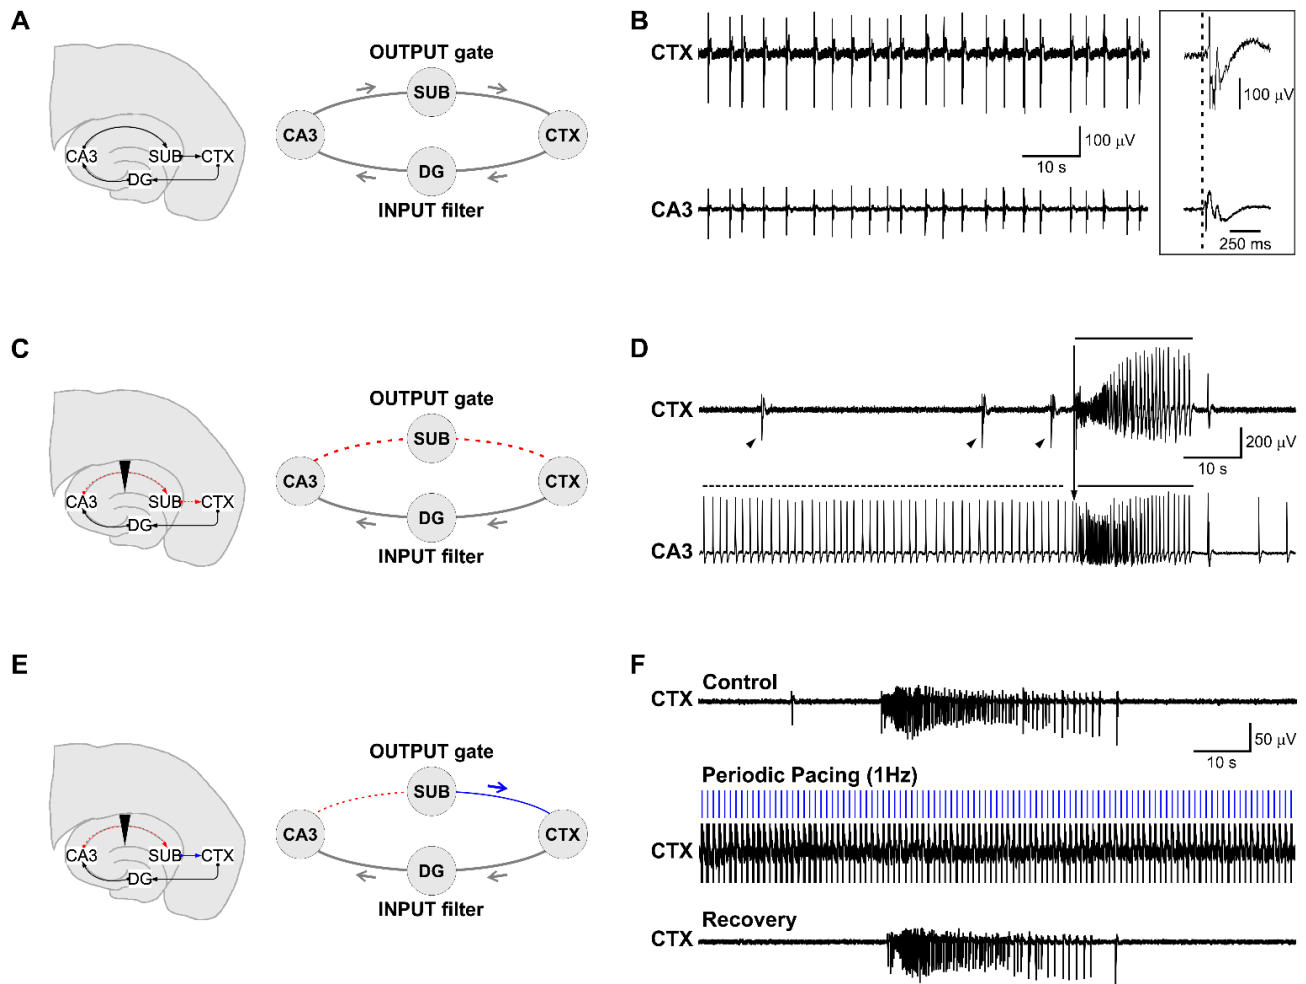 A
OUTPUT gate
SUB
CA3
CTX
DG
INPUT filter
CA3
SUB
CTX
DG
B
CTX
100 µV
10 s
CA3
100 µV
250 ms
C
OUTPUT gate
SUB
CA3
CTX
DG
INPUT filter
CA3
SUB
CTX
DG
D
CTX
200 µV
10 s
CA3
E
OUTPUT gate
SUB
CA3
CTX
DG
INPUT filter
CA3
SUB
CTX
DG
F
Control
CTX
50 µV
10 s
Periodic Pacing (1Hz)
CTX
Recovery
CTX